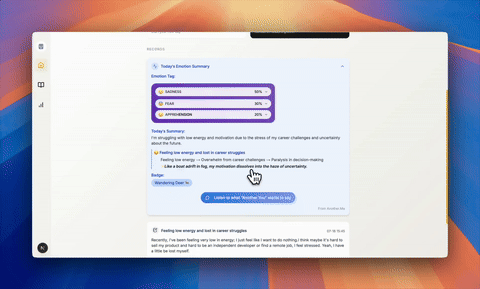 RECORDS
Today's Emotion Summary
Emotion Tag:
SADNESS 50%
FEAR 30%
APPREHENSION 20%
Today's Summary:
I'm struggling with low energy and motivation due to the stress of my career challenges and uncertainty
about the future.
Feeling low energy and lost in career struggles
Feeling low energy → Overwhelm from career challenges → Paralysis in decision-making
Like a boat adrift in fog, my motivation dissolves into the haze of uncertainty.
Badge:
Wandering Deer
Listen to what "Another You" wants to say
From Another Me
Feeling low energy and lost in career struggles 07-16 15:49
Recently, I've been feeling very low in energy; I just feel like I want to do nothing. I think maybe it's hard to
sell my product and hard to be an independent developer or find a remote job, I feel stressed. Yeah, I have
a little be lost myself.